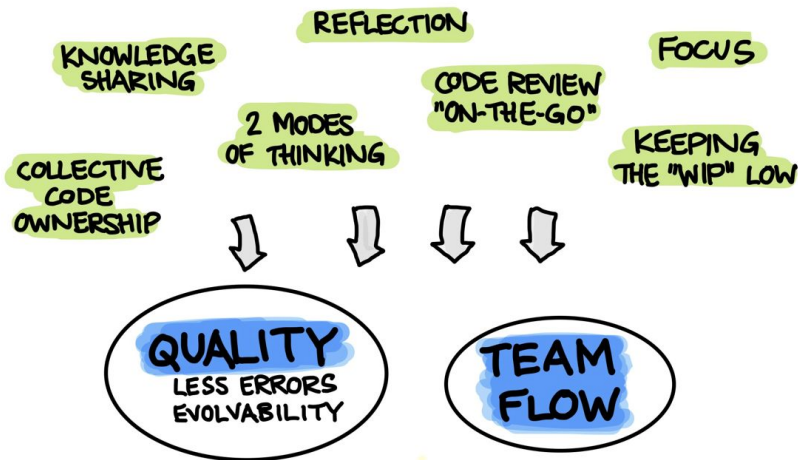 REFLECTION
KNOWLEDGE
SHARING
FOCUS
CODE REVIEW
"ON-THE-GO"
2 MODES
OF THINKING
KEEPING
THE "WIP" LOW
COLLECTIVE
CODE
OWNERSHIP
QUALITY
LESS ERRORS
EVOLVABILITY
TEAM
FLOW